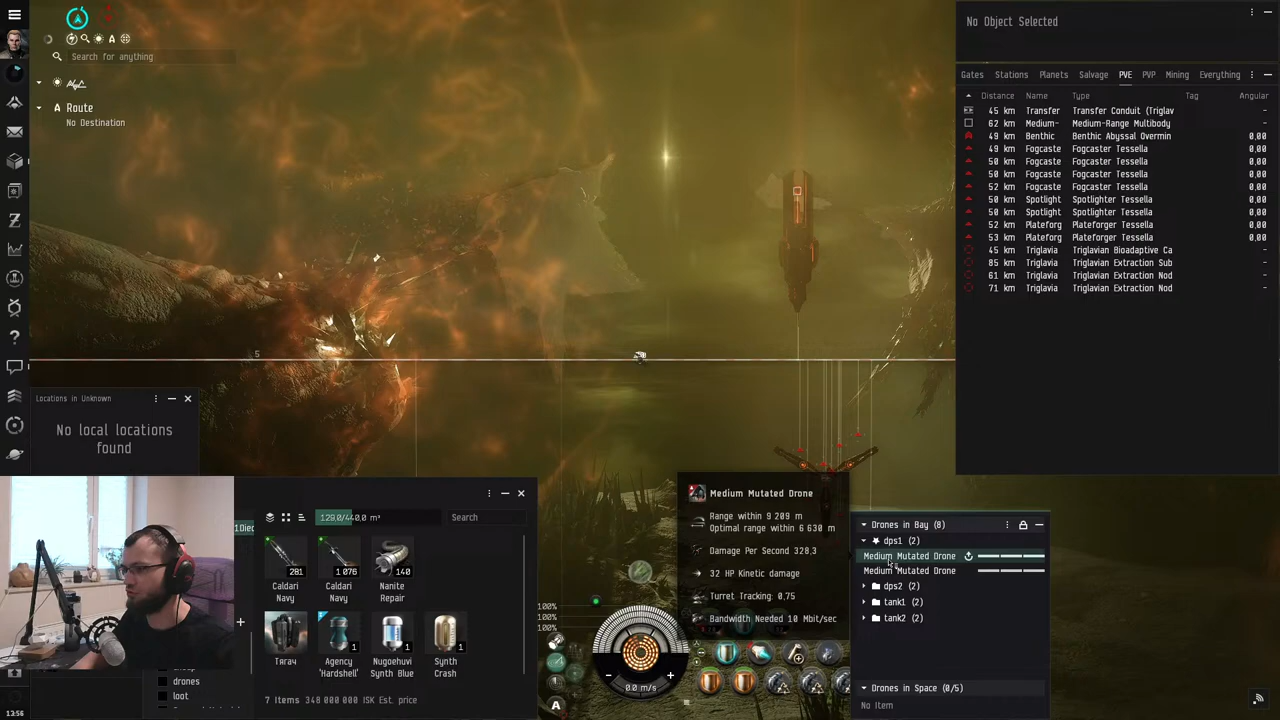 Search for anything
Route
No Destination
5
Locations in Unknown
No local locations found
129,0/440,0 m³
Search
281
Caldari Navy
1 076
Caldari Navy
140
Nanite Repair
Тягач
1
Agency 'Hardshell'
1
Nugoehuvi Synth Blue
1
Synth Crash
7 Items 348 000 000 ISK Est. price
drones
loot
13:56
100%
100%
100%
0.0 m/s
A
Medium Mutated Drone
Range within 9 209 m
Optimal range within 6 630 m
Damage Per Second 328,3
32 HP Kinetic damage
Turret Tracking: 0,75
Bandwidth Needed 10 Mbit/sec
Drones in Bay (8)
dps1 (2)
Medium Mutated Drone
Medium Mutated Drone
dps2 (2)
tank1 (2)
tank2 (2)
Drones in Space (0/5)
No Item
No Object Selected
Gates Stations Planets Salvage PVE PVP Mining Everything
Distance Name Type Tag Angular
45 km Transfer Transfer Conduit (Triglav -
62 km Medium- Medium-Range Multibody -
49 km Benthic Benthic Abyssal Overmin 0,00
49 km Fogcaste Fogcaster Tessella 0,00
50 km Fogcaste Fogcaster Tessella 0,00
50 km Fogcaste Fogcaster Tessella 0,00
52 km Fogcaste Fogcaster Tessella 0,00
50 km Spotlight Spotlighter Tessella 0,00
50 km Spotlight Spotlighter Tessella 0,00
52 km Plateforg Plateforger Tessella 0,00
53 km Plateforg Plateforger Tessella 0,00
45 km Triglavia Triglavian Bioadaptive Ca -
85 km Triglavia Triglavian Extraction Sub -
61 km Triglavia Triglavian Extraction Nod -
71 km Triglavia Triglavian Extraction Nod -